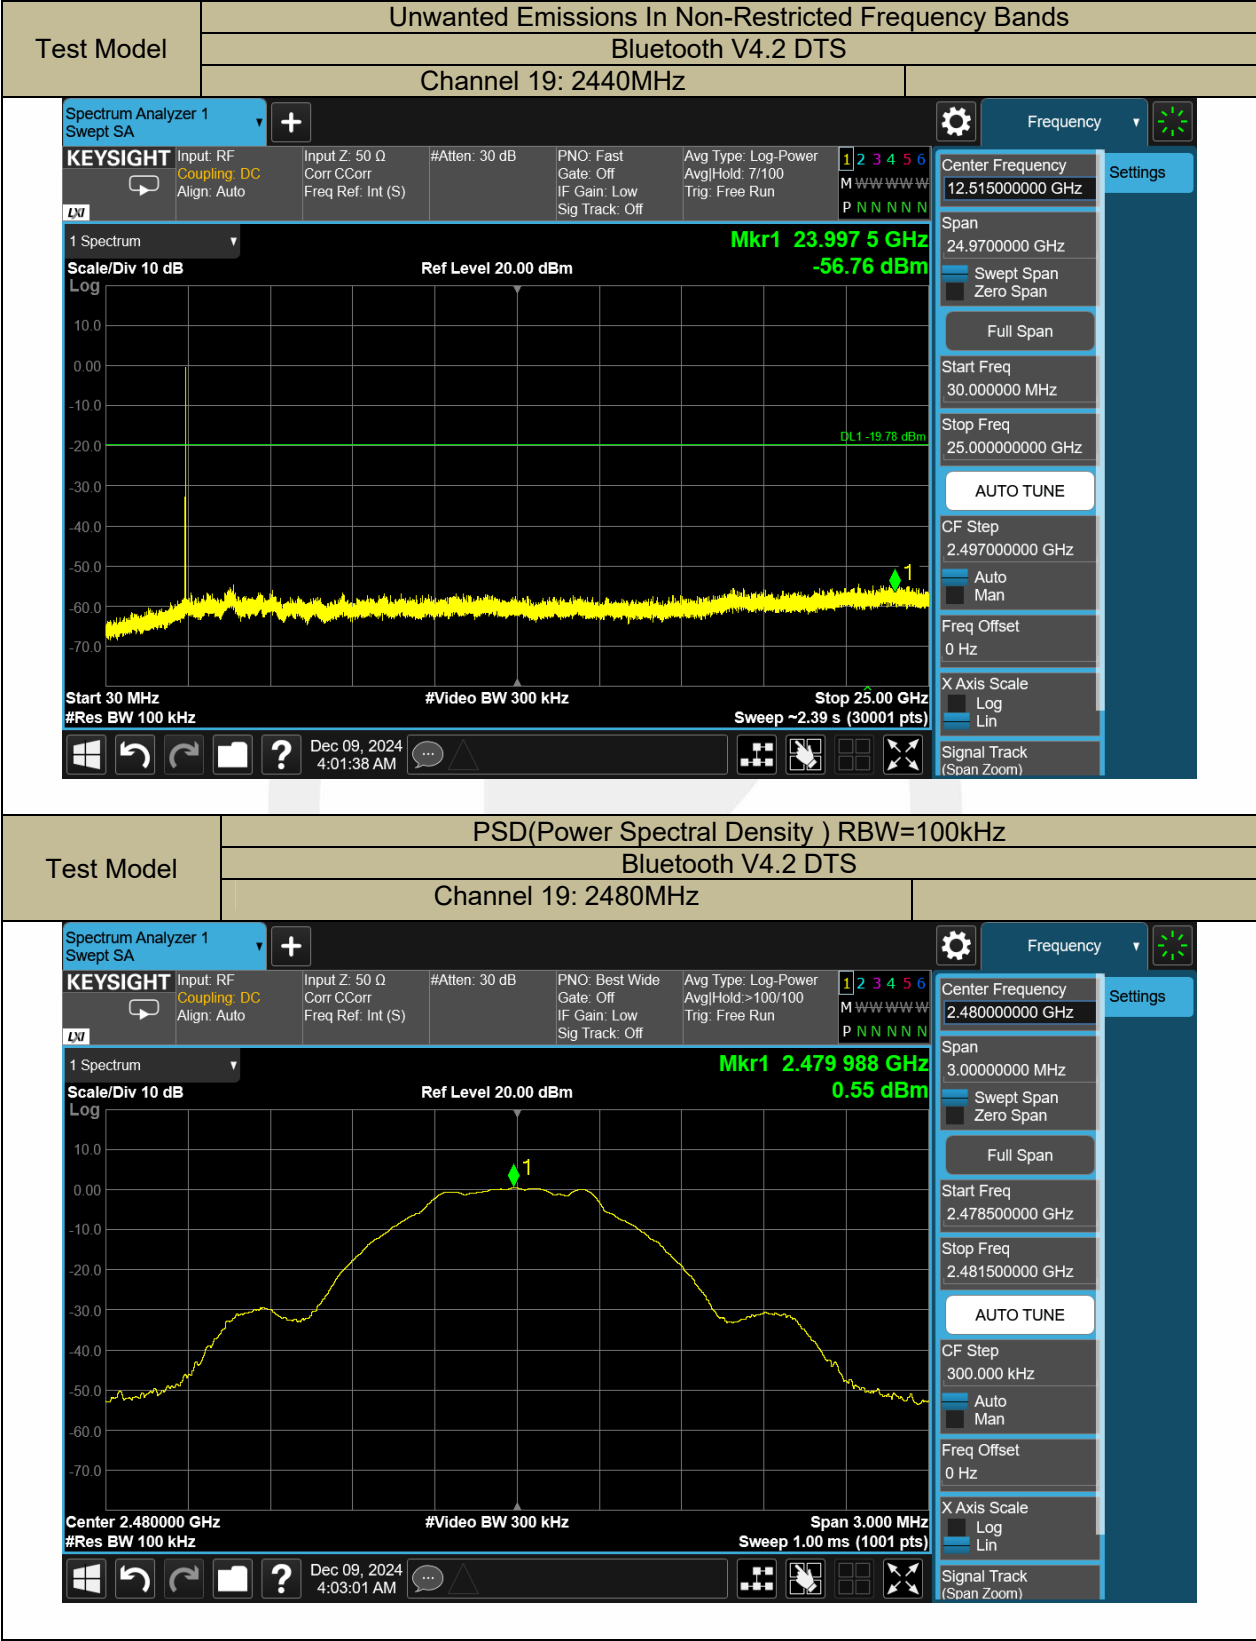 Test Model
Unwanted Emissions In Non-Restricted Frequency Bands
Bluetooth V4.2 DTS
Channel 19: 2440MHz
Spectrum Analyzer 1
Swept SA
Frequency
KEYSIGHT
LXI
Input: RF
Coupling: DC
Align: Auto
Input Z: 50 Ω
Corr CCorr
Freq Ref: Int (S)
#Atten: 30 dB
PNO: Fast
Gate: Off
IF Gain: Low
Sig Track: Off
Avg Type: Log-Power
Avg|Hold: 7/100
Trig: Free Run
1 2 3 4 5 6
M W W W W W
P N N N N N
1 Spectrum
Mkr1 23.997 5 GHz
-56.76 dBm
Scale/Div 10 dB
Ref Level 20.00 dBm
Log
10.0
0.00
-10.0
-20.0
-30.0
-40.0
-50.0
-60.0
-70.0
DL1 -19.78 dBm
1
Start 30 MHz
#Video BW 300 kHz
Stop 25.00 GHz
#Res BW 100 kHz
Sweep ~2.39 s (30001 pts)
Dec 09, 2024
4:01:38 AM
Center Frequency
12.515000000 GHz
Settings
Span
24.9700000 GHz
Swept Span
Zero Span
Full Span
Start Freq
30.000000 MHz
Stop Freq
25.000000000 GHz
AUTO TUNE
CF Step
2.497000000 GHz
Auto
Man
Freq Offset
0 Hz
X Axis Scale
Log
Lin
Signal Track
(Span Zoom)
Test Model
PSD(Power Spectral Density ) RBW=100kHz
Bluetooth V4.2 DTS
Channel 19: 2480MHz
Spectrum Analyzer 1
Swept SA
Frequency
KEYSIGHT
LXI
Input: RF
Coupling: DC
Align: Auto
Input Z: 50 Ω
Corr CCorr
Freq Ref: Int (S)
#Atten: 30 dB
PNO: Best Wide
Gate: Off
IF Gain: Low
Sig Track: Off
Avg Type: Log-Power
Avg|Hold:>100/100
Trig: Free Run
1 2 3 4 5 6
M W W W W W
P N N N N N
1 Spectrum
Mkr1 2.479 988 GHz
0.55 dBm
Scale/Div 10 dB
Ref Level 20.00 dBm
Log
10.0
0.00
-10.0
-20.0
-30.0
-40.0
-50.0
-60.0
-70.0
1
Center 2.480000 GHz
#Video BW 300 kHz
Span 3.000 MHz
#Res BW 100 kHz
Sweep 1.00 ms (1001 pts)
Dec 09, 2024
4:03:01 AM
Center Frequency
2.480000000 GHz
Settings
Span
3.00000000 MHz
Swept Span
Zero Span
Full Span
Start Freq
2.478500000 GHz
Stop Freq
2.481500000 GHz
AUTO TUNE
CF Step
300.000 kHz
Auto
Man
Freq Offset
0 Hz
X Axis Scale
Log
Lin
Signal Track
(Span Zoom)